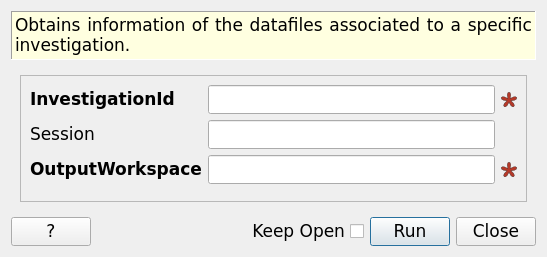 Obtains information of the datafiles associated to a specific
investigation.
InvestigationId
Session
OutputWorkspace
? Keep Open Run Close